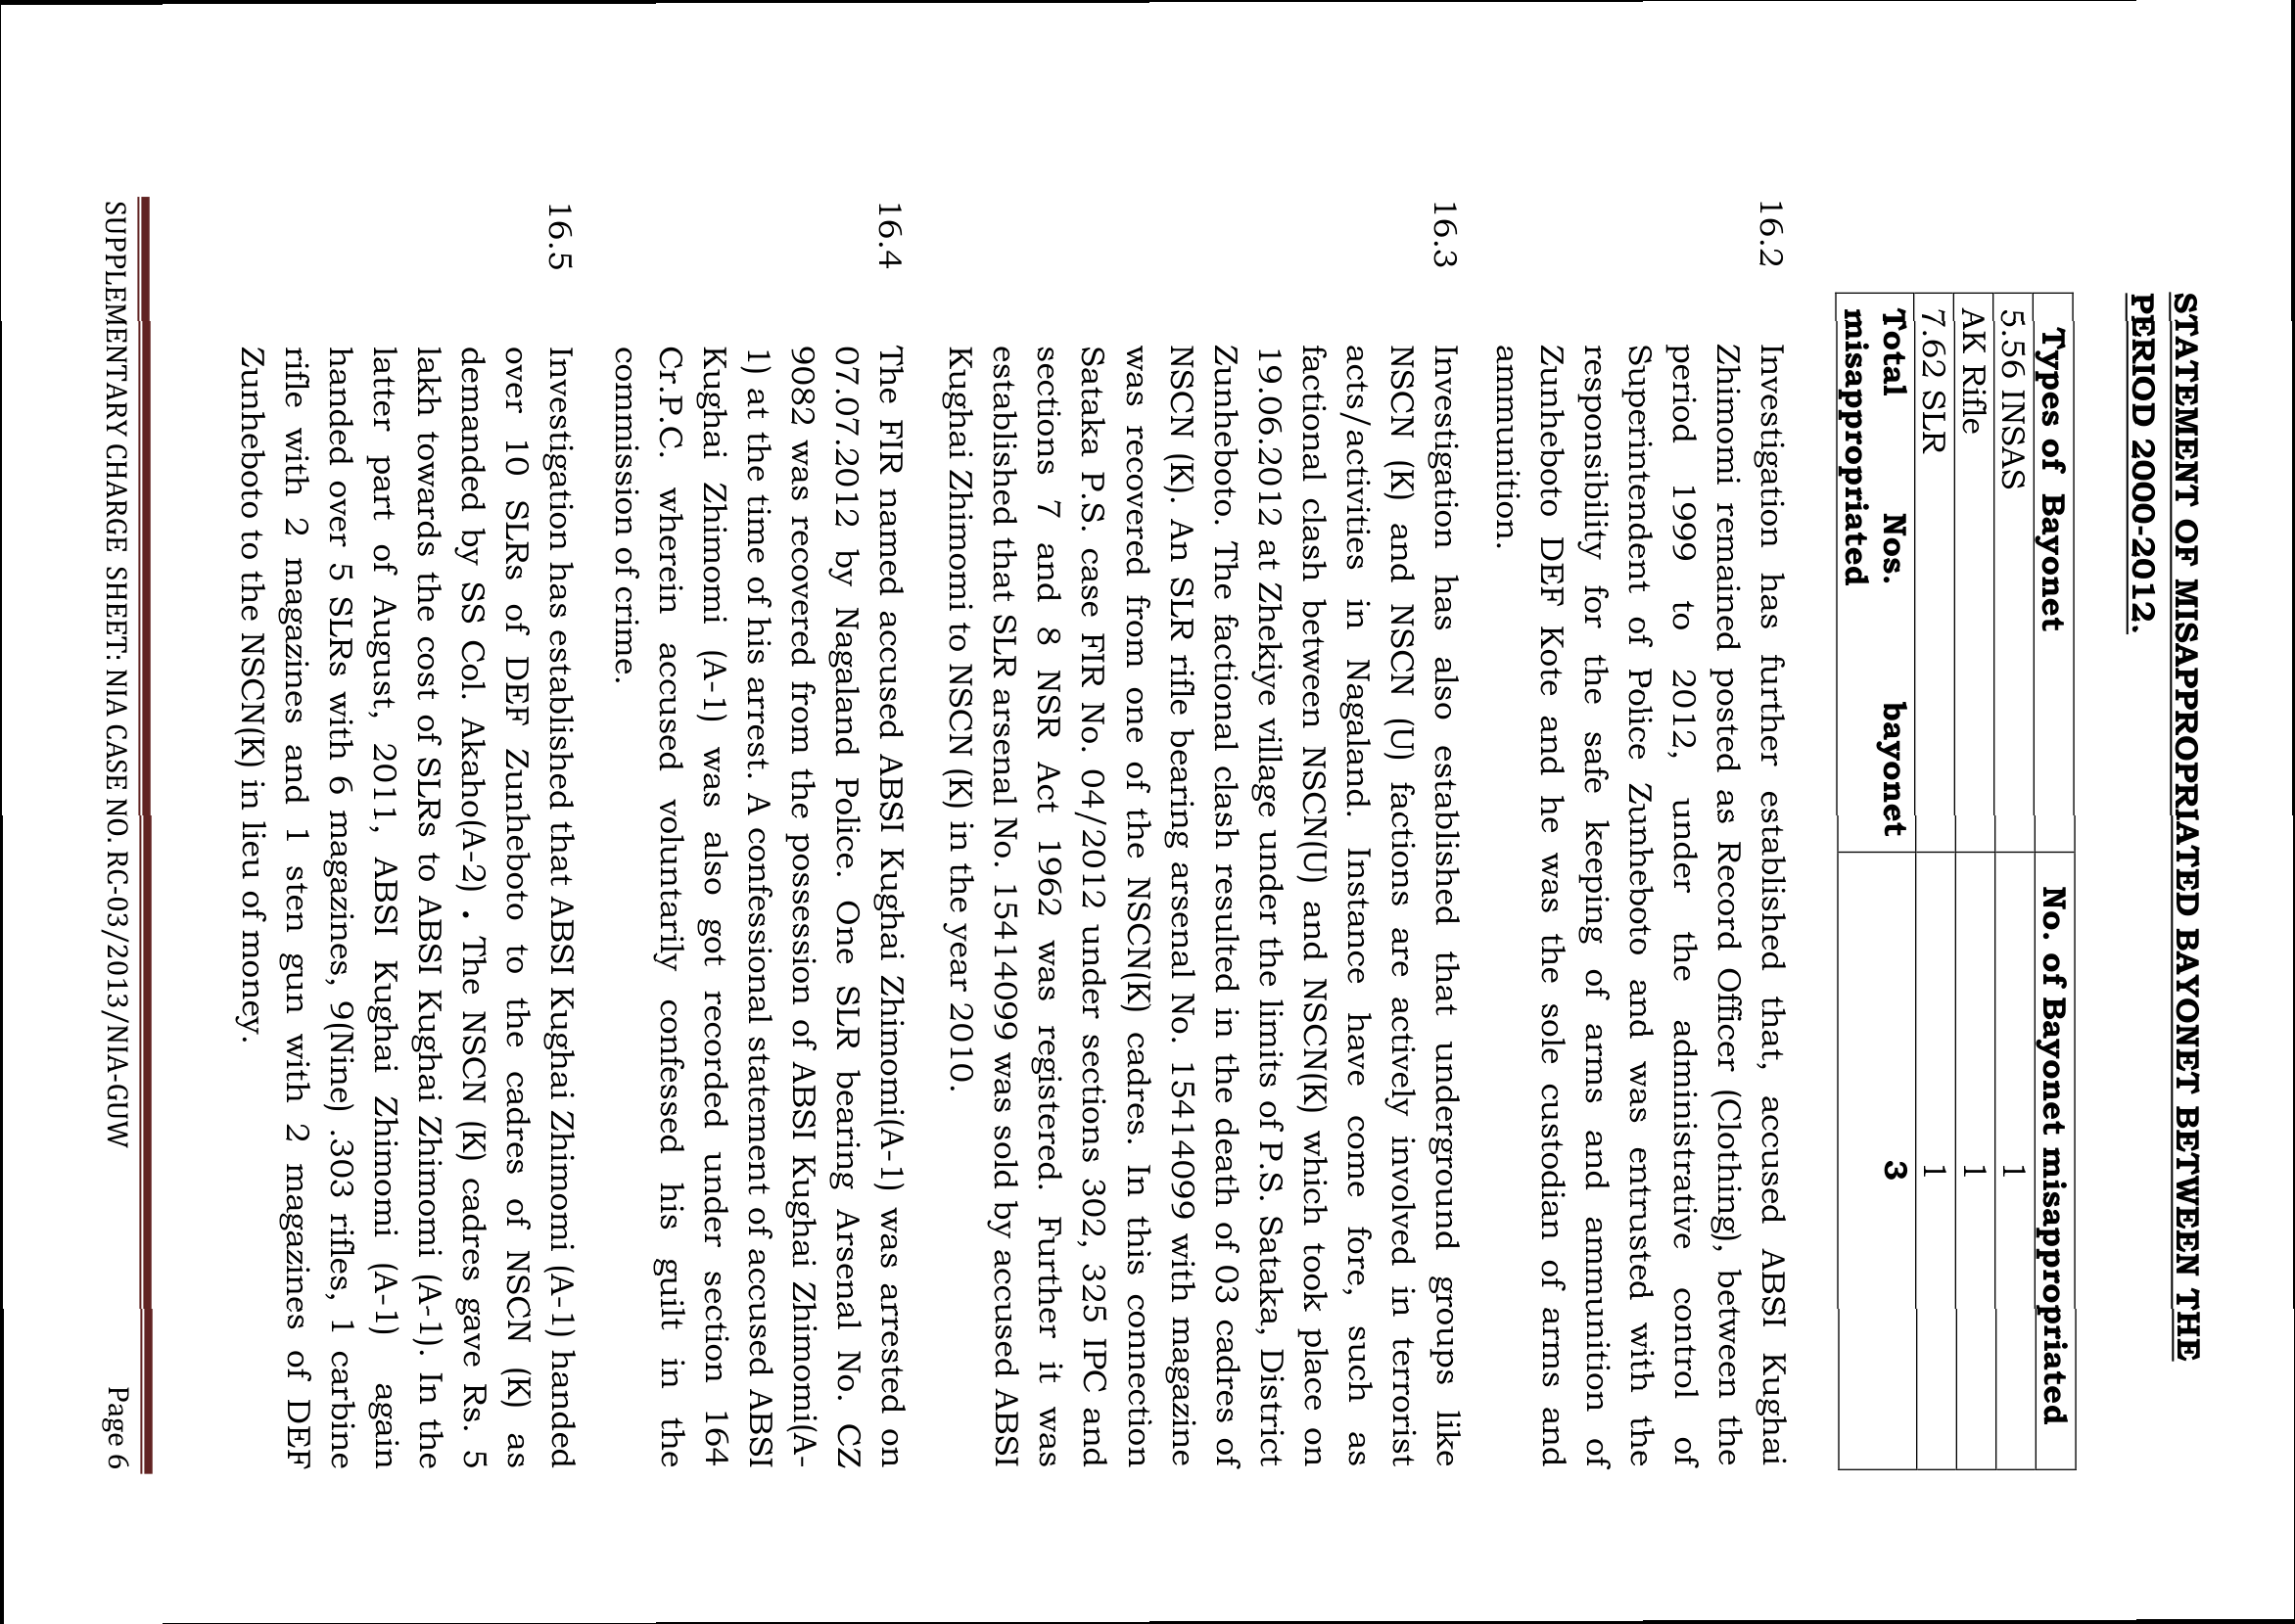 STATEMENT OF MISAPPROPRIATED BAYONET BETWEEN THE
PERIOD 2000-2012.
Types of Bayonet No. of Bayonet misappropriated
5.56 INSAS 1
AK Rifle 1
7.62 SLR 1
Total Nos. bayonet 3
misappropriated
16.2 Investigation has further established that, accused ABSI Kughai
Zhimomi remained posted as Record Officer (Clothing), between the
period 1999 to 2012, under the administrative control of
Superintendent of Police Zunheboto and was entrusted with the
responsibility for the safe keeping of arms and ammunition of
Zunheboto DEF Kote and he was the sole custodian of arms and
ammunition.
16.3 Investigation has also established that underground groups like
NSCN (K) and NSCN (U) factions are actively involved in terrorist
acts/activities in Nagaland. Instance have come fore, such as
factional clash between NSCN(U) and NSCN(K) which took place on
19.06.2012 at Zhekiye village under the limits of P.S. Sataka, District
Zunheboto. The factional clash resulted in the death of 03 cadres of
NSCN (K). An SLR rifle bearing arsenal No. 15414099 with magazine
was recovered from one of the NSCN(K) cadres. In this connection
Sataka P.S. case FIR No. 04/2012 under sections 302, 325 IPC and
sections 7 and 8 NSR Act 1962 was registered. Further it was
established that SLR arsenal No. 15414099 was sold by accused ABSI
Kughai Zhimomi to NSCN (K) in the year 2010.
16.4 The FIR named accused ABSI Kughai Zhimomi(A-1) was arrested on
07.07.2012 by Nagaland Police. One SLR bearing Arsenal No. CZ
9082 was recovered from the possession of ABSI Kughai Zhimomi(A-
1) at the time of his arrest. A confessional statement of accused ABSI
Kughai Zhimomi (A-1) was also got recorded under section 164
Cr.P.C. wherein accused voluntarily confessed his guilt in the
commission of crime.
16.5 Investigation has established that ABSI Kughai Zhimomi (A-1) handed
over 10 SLRs of DEF Zunheboto to the cadres of NSCN (K) as
demanded by SS Col. Akaho(A-2) . The NSCN (K) cadres gave Rs. 5
lakh towards the cost of SLRs to ABSI Kughai Zhimomi (A-1). In the
latter part of August, 2011, ABSI Kughai Zhimomi (A-1) again
handed over 5 SLRs with 6 magazines, 9(Nine) .303 rifles, 1 carbine
rifle with 2 magazines and 1 sten gun with 2 magazines of DEF
Zunheboto to the NSCN(K) in lieu of money.
SUPPLEMENTARY CHARGE SHEET: NIA CASE NO. RC-03/2013/NIA-GUW Page 6